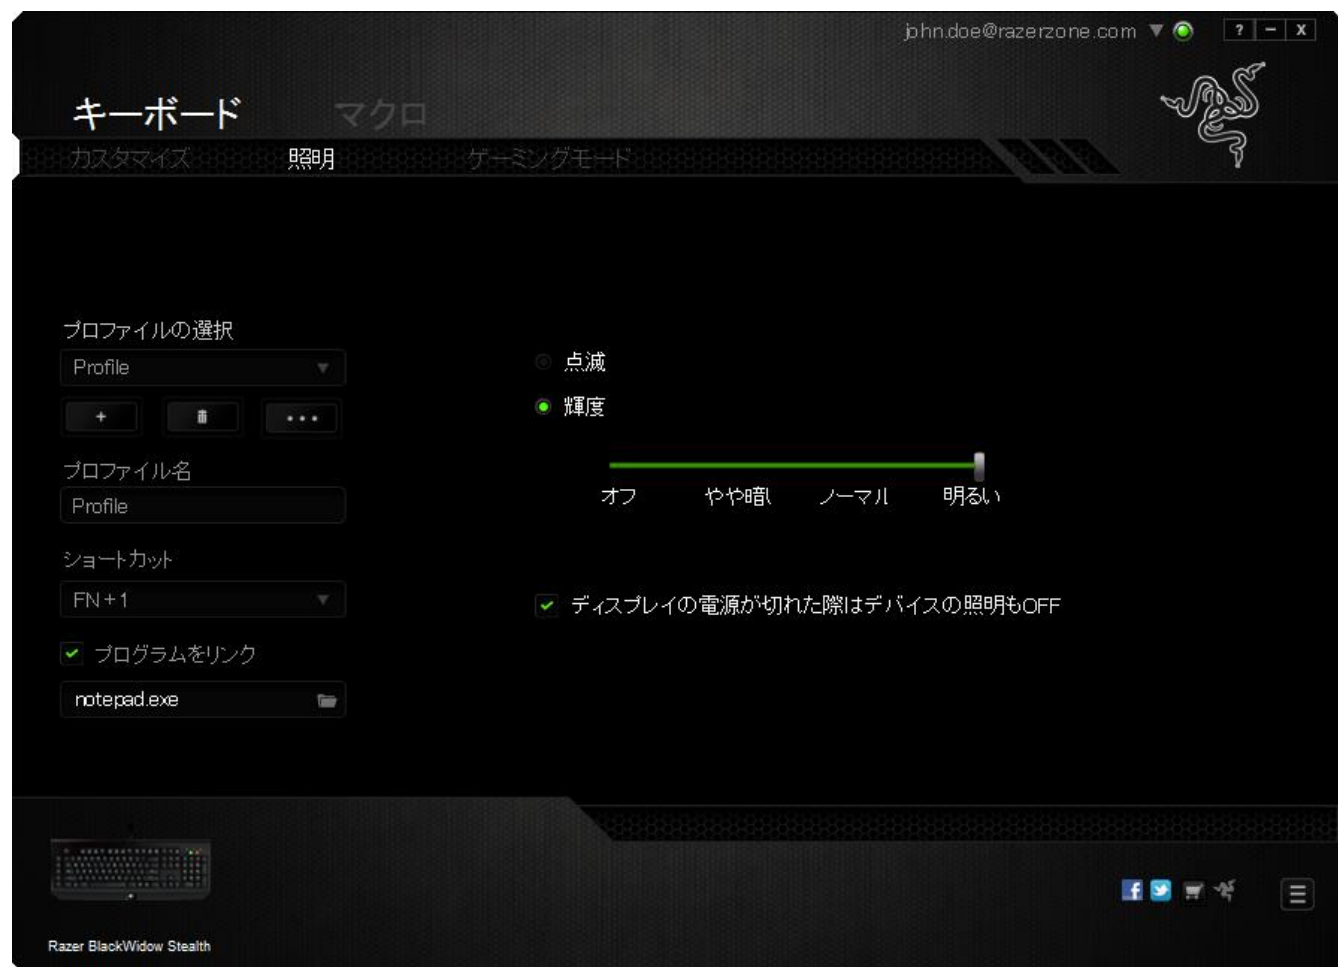 john.doe@razerzone.com
? – X
キーボード マクロ
カスタマイズ 照明 ゲーミングモード
プロファイルの選択
Profile
点滅
輝度
プロファイル名
Profile
オフ やや暗い ノーマル 明るい
ショートカット
FN + 1
ディスプレイの電源が切れた際はデバイスの照明もOFF
プログラムをリンク
notepad.exe
Razer BlackWidow Stealth